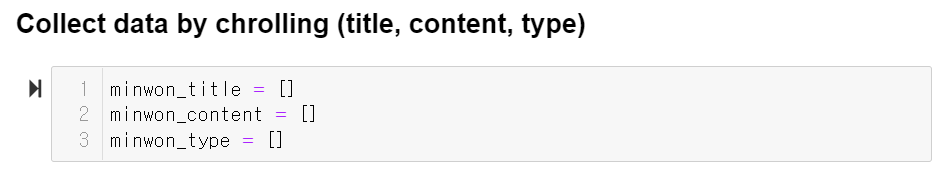 Collect data by chrolling (title, content, type)
1 minwon_title = []
2 minwon_content = []
3 minwon_type = []